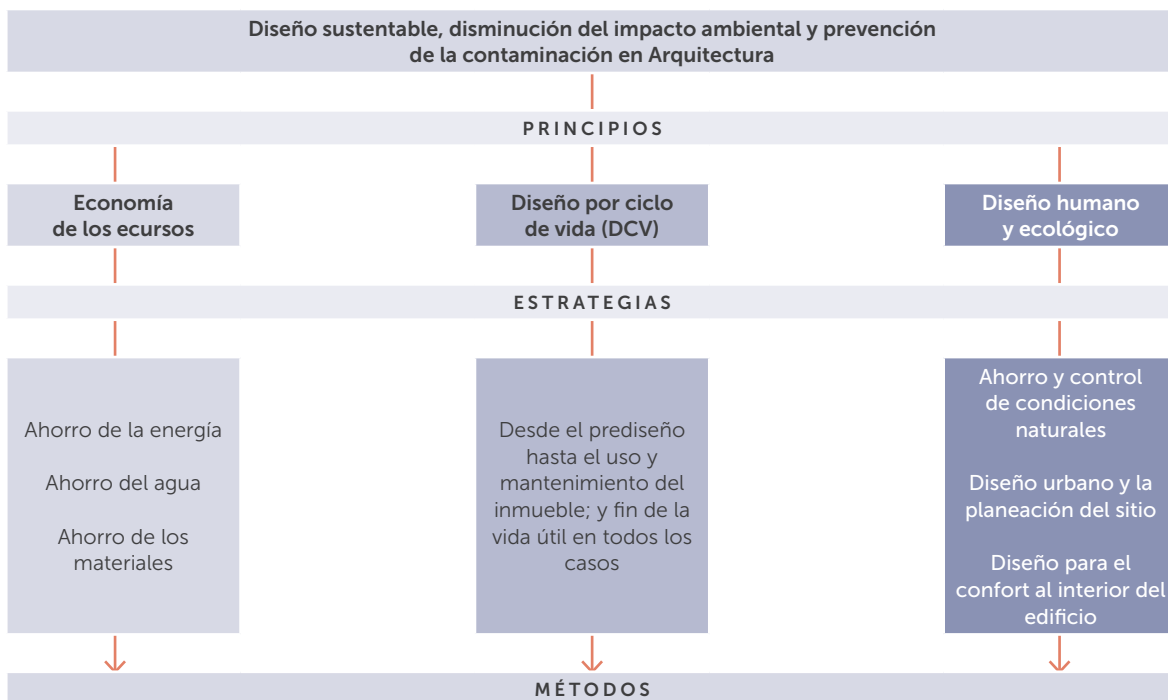 Diseño sustentable, disminución del impacto ambiental y prevención
de la contaminación en Arquitectura
PRINCIPIOS
Economía
de los ecursos
Diseño por ciclo
de vida (DCV)
Diseño humano
y ecológico
ESTRATEGIAS
Ahorro de la energía
Ahorro del agua
Ahorro de los
materiales
Desde el prediseño
hasta el uso y
mantenimiento del
inmueble; y fin de la
vida útil en todos los
casos
Ahorro y control
de condiciones
naturales
Diseño urbano y la
planeación del sitio
Diseño para el
confort al interior del
edificio
MÉTODOS